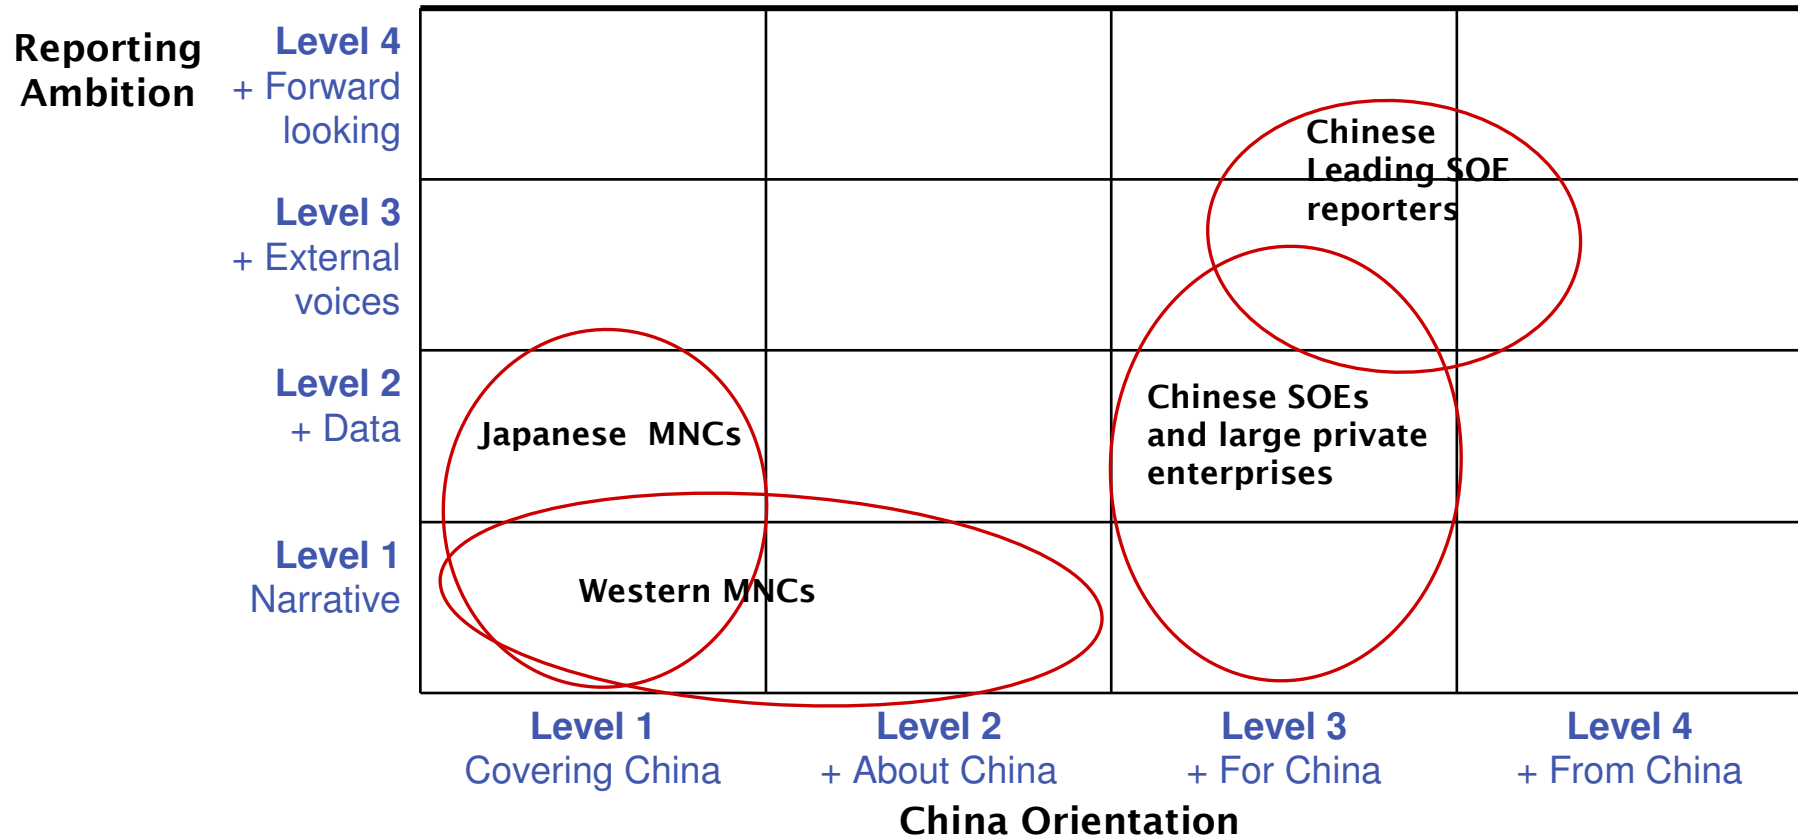 Reporting
Ambition
Level 4
+ Forward
looking
Level 3
+ External
voices
Level 2
+ Data
Level 1
Narrative
Chinese
Leading SOE
reporters
Chinese SOEs
and large private
enterprises
Japanese MNCs
Western MNCs
Level 1
Covering China
Level 2
+ About China
Level 3
+ For China
Level 4
+ From China
China Orientation